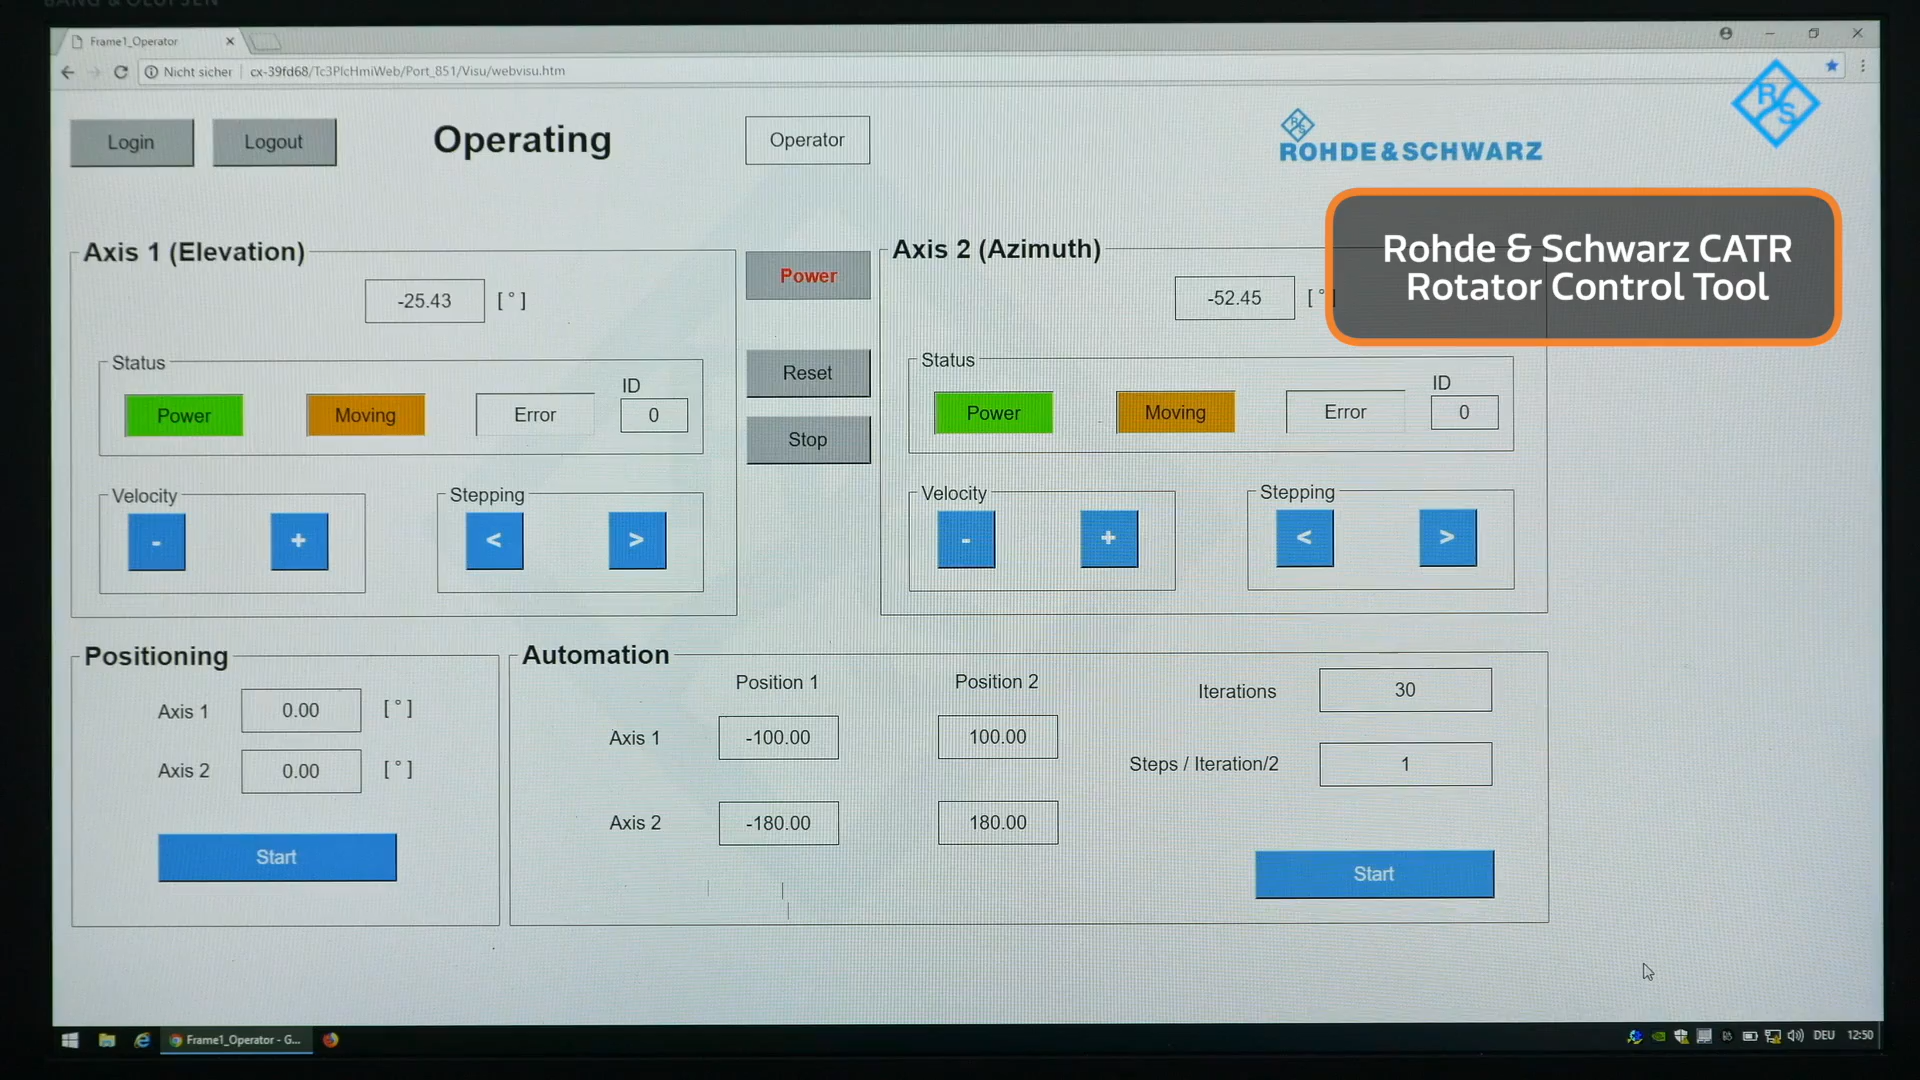 BANG & OLUFSEN
Frame1_Operator
Nicht sicher cx-39fd68/Tc3PlcHmiWeb/Port_851/Visu/webvisu.htm
Login
Logout
Operating
Operator
R S
ROHDE & SCHWARZ
R S
Rohde & Schwarz CATR
Rotator Control Tool
Axis 1 (Elevation)
-25.43 [ ° ]
Status
Power
Moving
Error
ID
0
Velocity
-
+
Stepping
<
>
Power
Reset
Stop
Axis 2 (Azimuth)
-52.45 [ °
Status
Power
Moving
Error
ID
0
Velocity
-
+
Stepping
<
>
Positioning
Axis 1 0.00 [ ° ]
Axis 2 0.00 [ ° ]
Start
Automation
Position 1 Position 2
Axis 1 -100.00 100.00
Axis 2 -180.00 180.00
Iterations 30
Steps / Iteration/2 1
Start
Frame1_Operator - G...
DEU 12:50